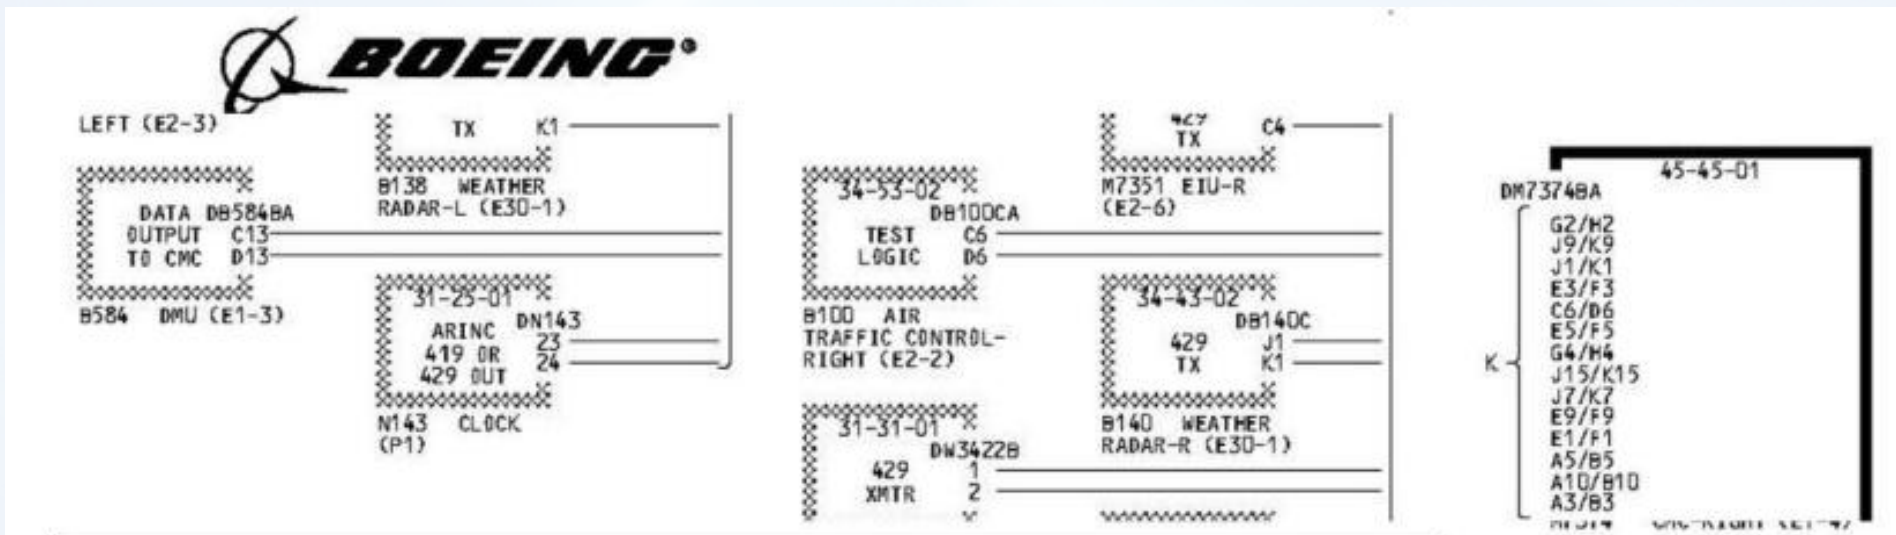 BOEING®
LEFT (E2-3)
TX K1
B138 WEATHER
RADAR-L (E30-1)
DATA DB584BA
OUTPUT C13
TO CMC D13
B584 DMU (E1-3)
31-25-01
DN143
ARINC 23
419 OR 24
429 OUT
N143 CLOCK
(P1)
429 C4
TX
M7351 EIU-R
(E2-6)
34-53-02
DB100CA
TEST C6
LOGIC D6
B100 AIR
TRAFFIC CONTROL-
RIGHT (E2-2)
34-43-02
DB140C
429 J1
TX K1
B140 WEATHER
RADAR-R (E30-1)
31-31-01
DW3422B
429 1
XMTR 2
45-45-01
DM7374BA
G2/H2
J9/K9
J1/K1
E3/F3
C6/D6
E5/F5
G4/H4
K
J15/K15
J7/K7
E9/F9
E1/F1
A5/B5
A10/B10
A3/B3